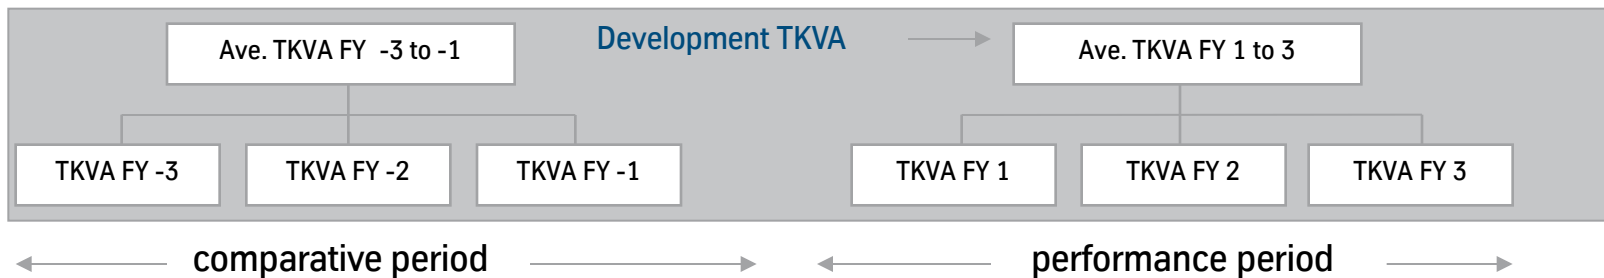 Ave. TKVA FY -3 to -1
Development TKVA
Ave. TKVA FY 1 to 3
TKVA FY -3
TKVA FY -2
TKVA FY -1
TKVA FY 1
TKVA FY 2
TKVA FY 3
comparative period
performance period